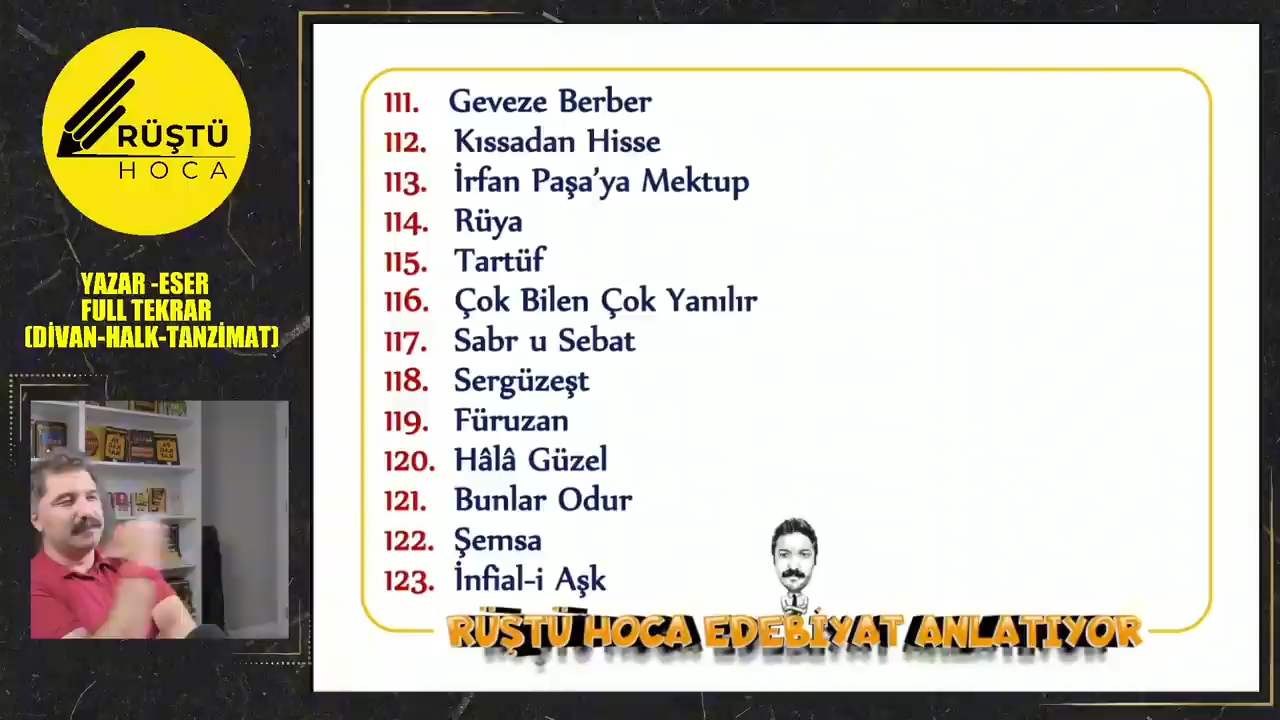 RÜŞTÜ
HOCA
YAZAR -ESER
FULL TEKRAR
(DİVAN-HALK-TANZİMAT)
111. Geveze Berber
112. Kıssadan Hisse
113. İrfan Paşa'ya Mektup
114. Rüya
115. Tartüf
116. Çok Bilen Çok Yanılır
117. Sabr u Sebat
118. Sergüzeşt
119. Füruzan
120. Hâlâ Güzel
121. Bunlar Odur
122. Şemsa
123. İnfial-i Aşk
RÜŞTÜ HOCA EDEBİYAT ANLATIYOR